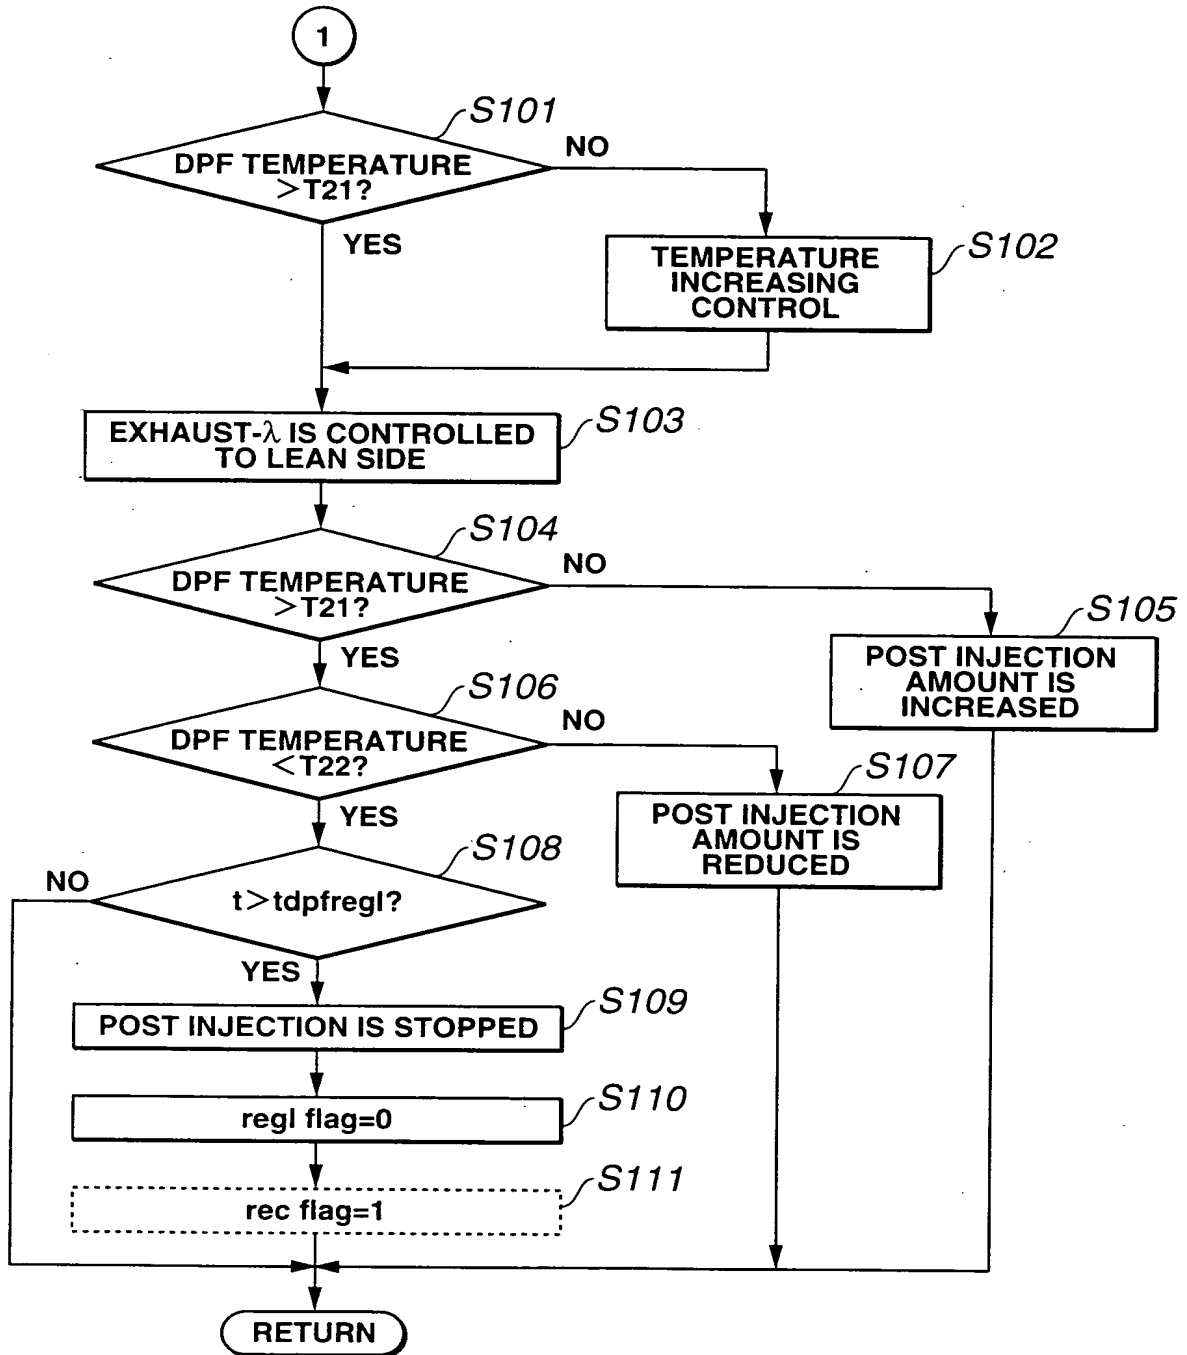 1
S101
DPF TEMPERATURE
>T21?
NO
YES
S102
TEMPERATURE
INCREASING
CONTROL
S103
EXHAUST-λ IS CONTROLLED
TO LEAN SIDE
S104
DPF TEMPERATURE
>T21?
NO
YES
S105
POST INJECTION
AMOUNT IS
INCREASED
S106
DPF TEMPERATURE
<T22?
NO
YES
S107
POST INJECTION
AMOUNT IS
REDUCED
S108
t>tdpfregl?
NO
YES
S109
POST INJECTION IS STOPPED
S110
regl flag=0
S111
rec flag=1
RETURN